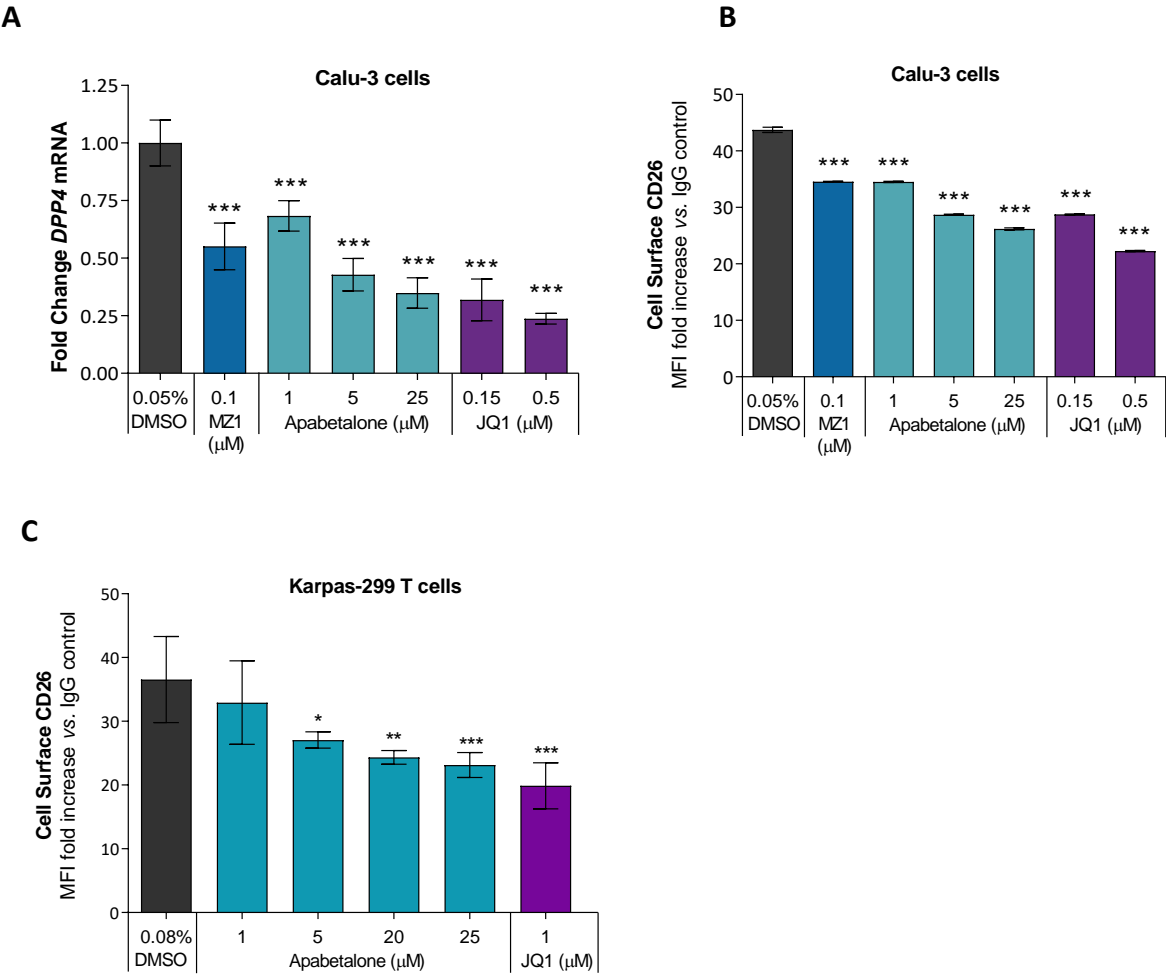 A
Calu-3 cells
Fold Change DPP4 mRNA
1.25
1.00
0.75
0.50
0.25
0.00
***
***
***
***
***
***
0.05% 0.1 1 5 25 0.15 0.5
DMSO MZ1 Apabetalone (μM) JQ1 (μM)
(μM)
B
Calu-3 cells
Cell Surface CD26
MFI fold increase vs. IgG control
50
40
30
20
10
0
***
***
***
***
***
***
0.05% 0.1 1 5 25 0.15 0.5
DMSO MZ1 Apabetalone (μM) JQ1 (μM)
(μM)
C
Karpas-299 T cells
Cell Surface CD26
MFI fold increase vs. IgG control
50
40
30
20
10
0
*
**
***
***
0.08% 1 5 20 25 1
DMSO Apabetalone (μM) JQ1 (μM)